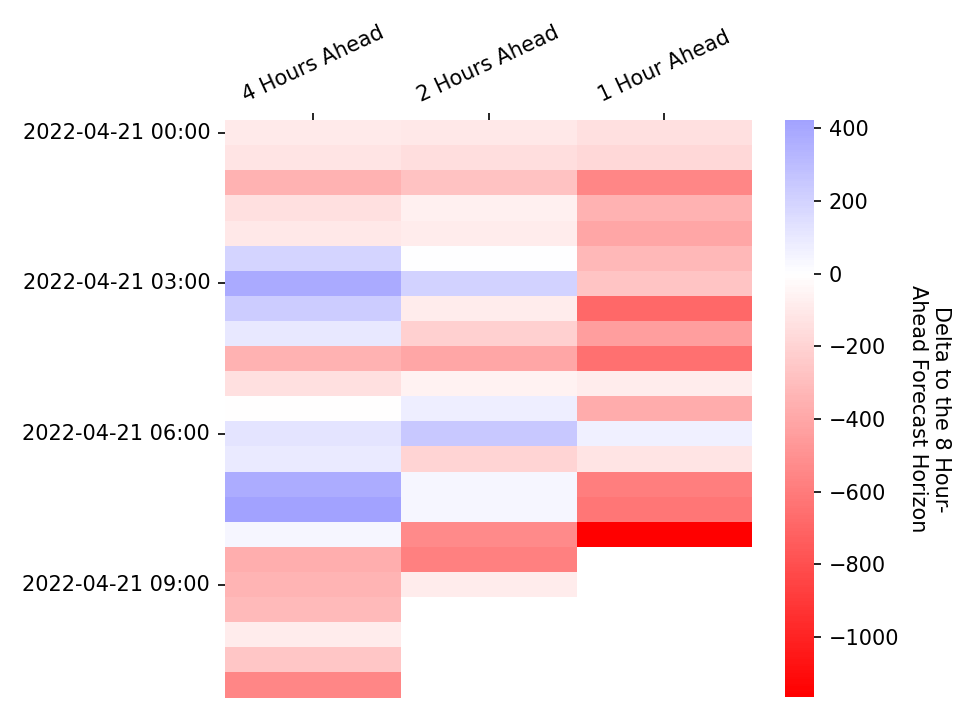 4 Hours Ahead
2 Hours Ahead
1 Hour Ahead
2022-04-21 00:00
2022-04-21 03:00
2022-04-21 06:00
2022-04-21 09:00
400
200
0
−200
−400
−600
−800
−1000
Delta to the 8 Hour-
Ahead Forecast Horizon